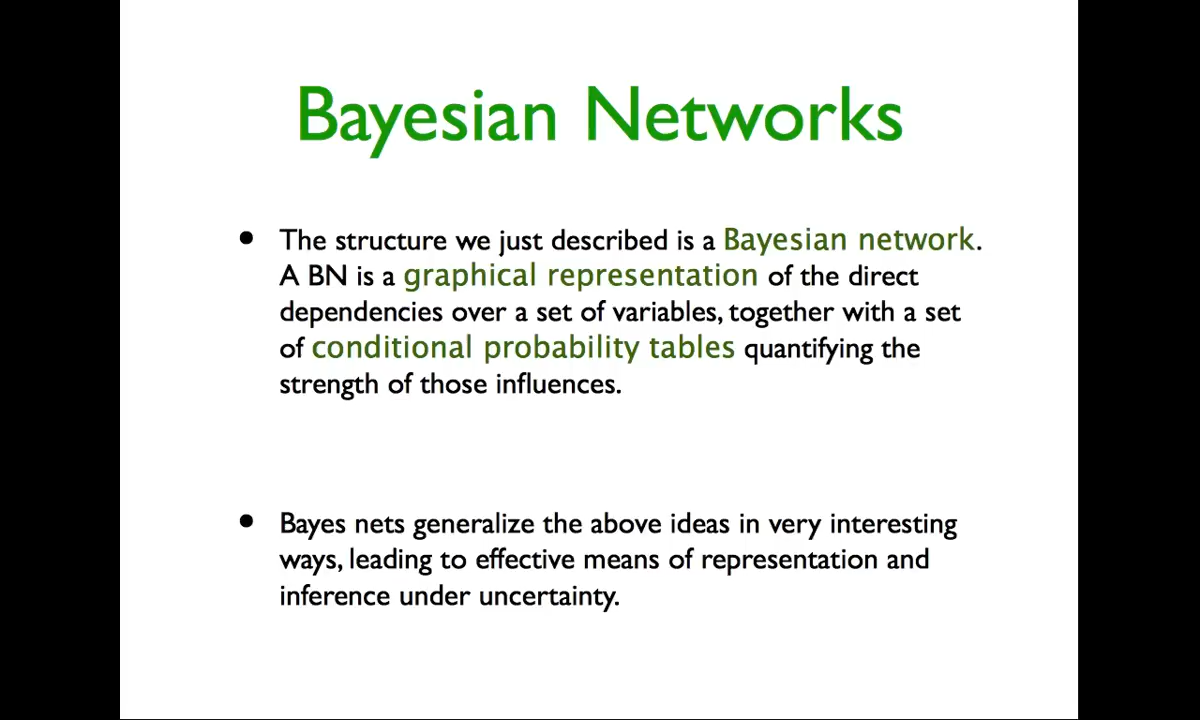 Bayesian Networks
• The structure we just described is a Bayesian network.
A BN is a graphical representation of the direct
dependencies over a set of variables, together with a set
of conditional probability tables quantifying the
strength of those influences.
• Bayes nets generalize the above ideas in very interesting
ways, leading to effective means of representation and
inference under uncertainty.